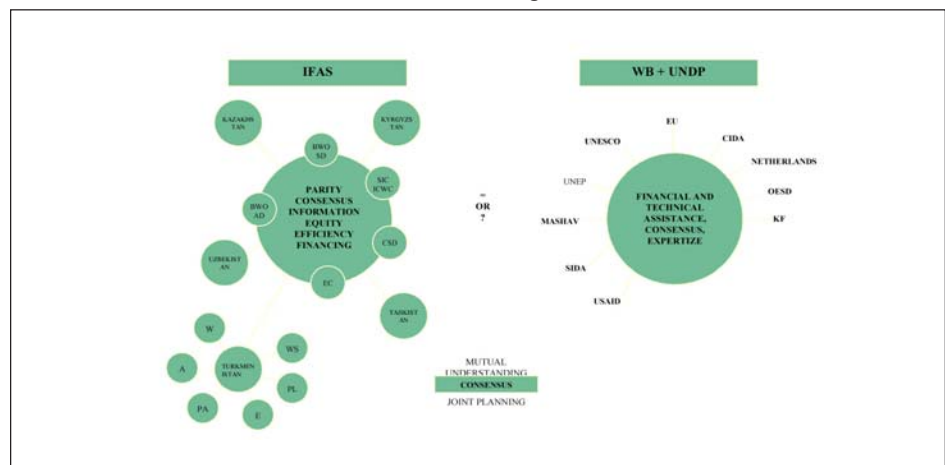 IFAS
WB + UNDP
KAZAKHS
TAN
KYRGYZS
TAN
BWO
SD
SIC
ICWC
BWO
AD
PARITY
CONSENSUS
INFORMATION
EQUITY
EFFICIENCY
FINANCING
CSD
EC
UZBEKIST
AN
TAJIKIST
AN
W
A
TURKMEN
ISTAN
WS
PL
PA
E
=
OR
?
EU
UNESCO
CIDA
NETHERLANDS
UNEP
OESD
MASHAV
KF
SIDA
USAID
FINANCIAL AND
TECHNICAL
ASSISTANCE,
CONSENSUS,
EXPERTIZE
MUTUAL
UNDERSTANDING
CONSENSUS
JOINT PLANNING